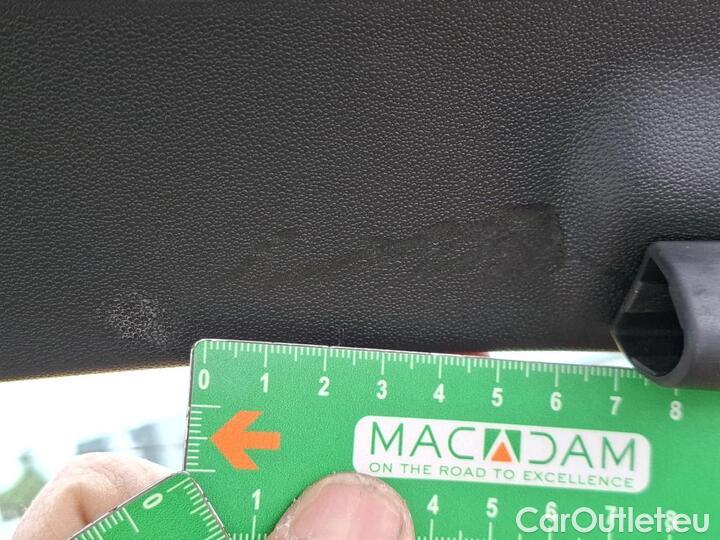 0 1 2 3 4 5 6 7 8
MACADAM
ON THE ROAD TO EXCELLENCE
0 1 4 5 6 7 8
CarOutlet.eu